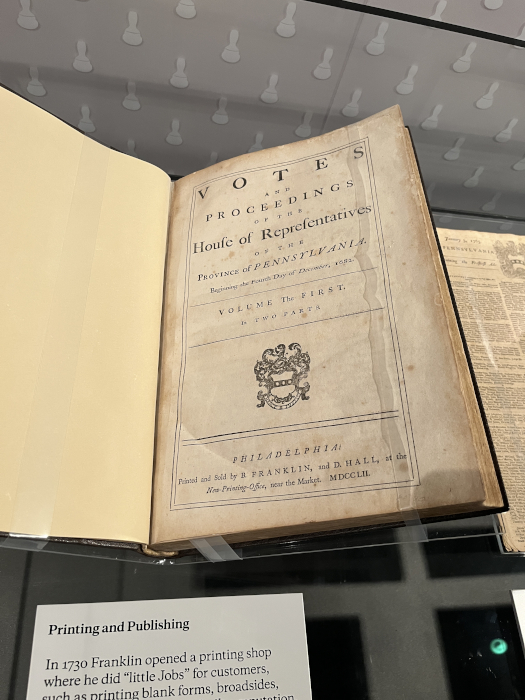 VOTES
AND
PROCEEDINGS
OF THE
Houſe of Repreſentatives
OF THE
PROVINCE of PENNSYLVANIA.
Beginning the Fourth Day of December, 1682.
VOLUME The FIRST.
IN TWO PARTS
PHILADELPHIA:
Printed and Sold by B. FRANKLIN, and D. HALL, at the
New-Printing-Office, near the Market. MDCCLII.
Printing and Publishing
In 1730 Franklin opened a printing shop
where he did "little Jobs" for customers,
such as printing blank forms, broadsides,